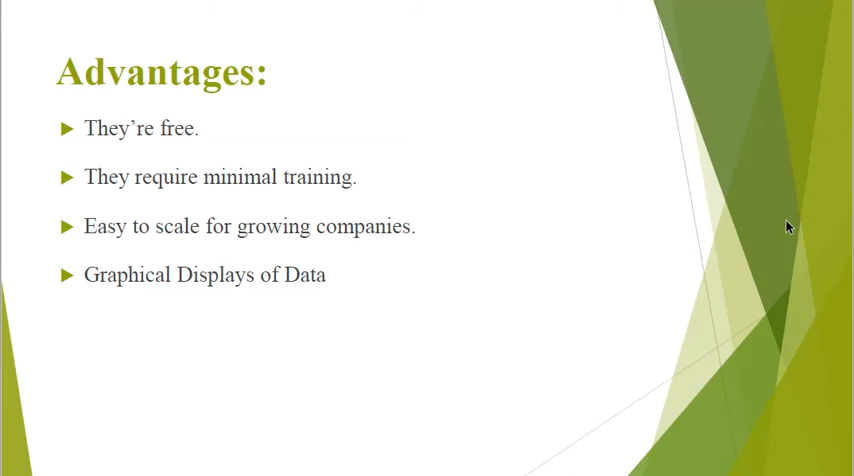 Advantages:
They’re free.
They require minimal training.
Easy to scale for growing companies.
Graphical Displays of Data